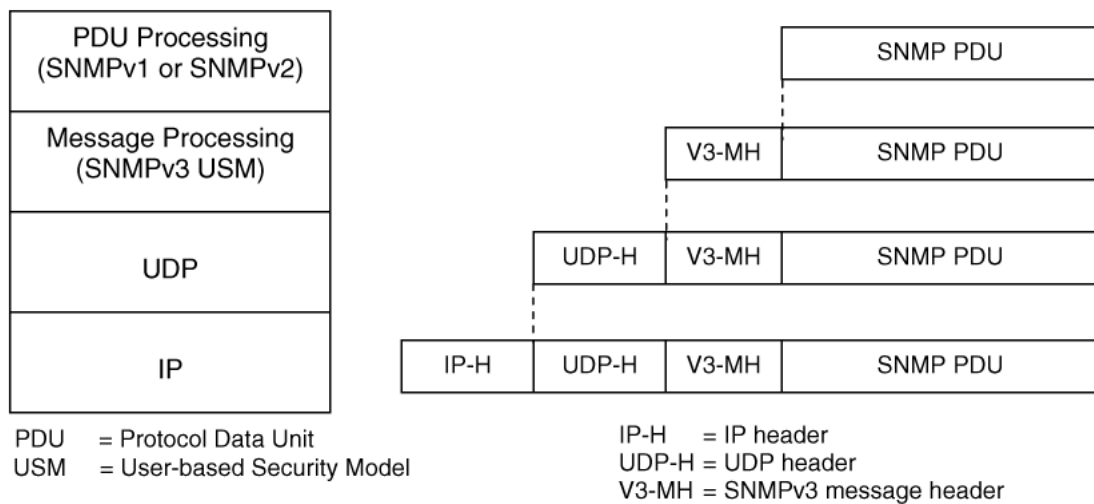 PDU Processing
(SNMPv1 or SNMPv2)
SNMP PDU
Message Processing
(SNMPv3 USM)
V3-MH SNMP PDU
UDP
UDP-H V3-MH SNMP PDU
IP
IP-H UDP-H V3-MH SNMP PDU
PDU = Protocol Data Unit
USM = User-based Security Model
IP-H = IP header
UDP-H = UDP header
V3-MH = SNMPv3 message header